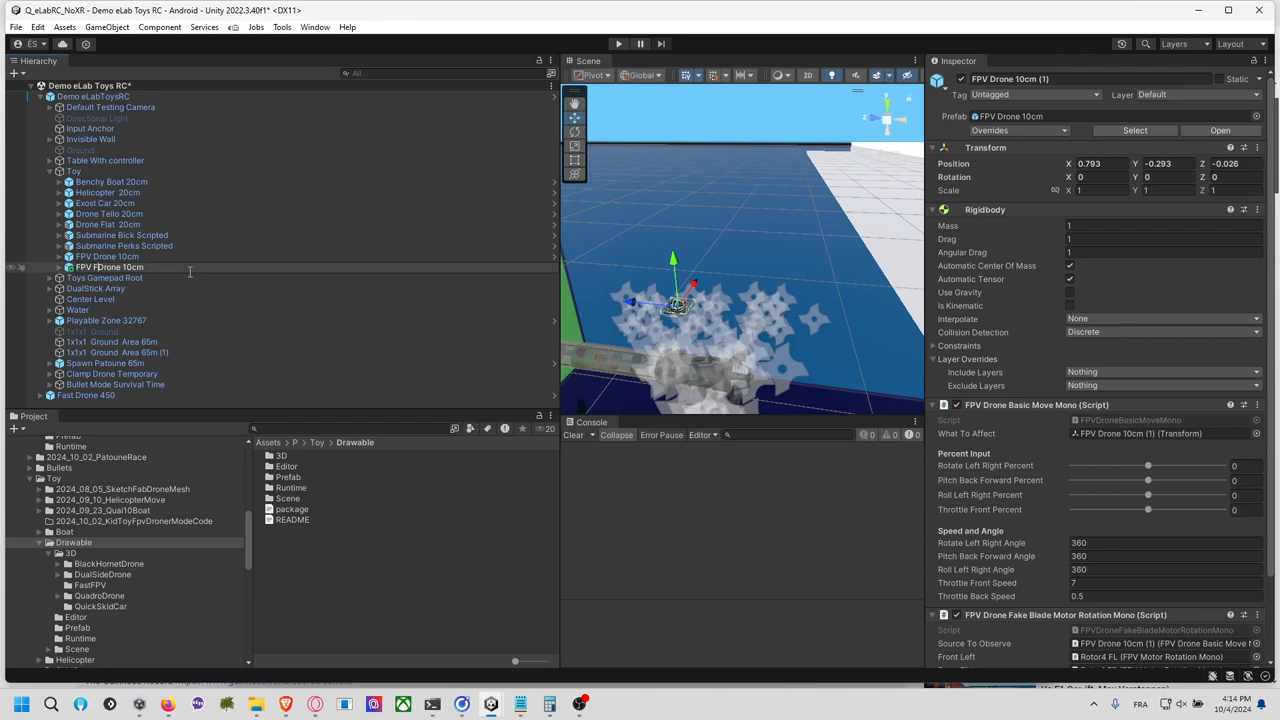 Q_eLabRC_NoXR - Demo eLab Toys RC - Android - Unity 2022.3.40f1* <DX11>
File Edit Assets GameObject Component Services Jobs Tools Window Help
ÉS
Layers Layout
Hierarchy
All
Demo eLab Toys RC*
Demo eLabToysRC
Default Testing Camera
Directional Light
Input Anchor
Invisible Wall
Ground
Table With controller
Toy
Benchy Boat 20cm
Helicopter 20cm
Exost Car 20cm
Drone Tello 20cm
Drone Flat 20cm
Submarine Bick Scripted
Submarine Perks Scripted
FPV Drone 10cm
FPV FDrone 10cm
Toys Gamepad Root
DualStick Array
Center Level
Water
Playable Zone 32767
1x1x1 Ground
1x1x1 Ground Area 65m
1x1x1 Ground Area 65m (1)
Spawn Patoune 65m
Clamp Drone Temporary
Bullet Mode Survival Time
Fast Drone 450
Scene
Pivot Global 2D
y
z
Inspector
FPV Drone 10cm (1) Static
Tag Untagged Layer Default
Prefab FPV Drone 10cm
Overrides Select Open
Transform
Position X 0.793 Y -0.293 Z -0.026
Rotation X 0 Y 0 Z 0
Scale X 1 Y 1 Z 1
Rigidbody
Mass 1
Drag 1
Angular Drag 1
Automatic Center Of Mass
Automatic Tensor
Use Gravity
Is Kinematic
Interpolate None
Collision Detection Discrete
Constraints
Layer Overrides
Include Layers Nothing
Exclude Layers Nothing
FPV Drone Basic Move Mono (Script)
Script FPVDroneBasicMoveMono
What To Affect FPV Drone 10cm (1) (Transform)
Percent Input
Rotate Left Right Percent 0
Pitch Back Forward Percent 0
Roll Left Right Percent 0
Throttle Front Percent 0
Speed and Angle
Rotate Left Right Angle 360
Pitch Back Forward Angle 360
Roll Left Right Angle 360
Throttle Front Speed 7
Throttle Back Speed 0.5
FPV Drone Fake Blade Motor Rotation Mono (Script)
Script FPVDroneFakeBladeMotorRotationMono
Source To Observe FPV Drone 10cm (1) (FPV Drone Basic Move M
Front Left Rotor4 FL (FPV Motor Rotation Mono)
Project
20
Prefab
Runtime
2024_10_02_PatouneRace
Bullets
Toy
2024_08_05_SketchFabDroneMesh
2024_09_10_HelicopterMove
2024_09_23_Quai10Boat
2024_10_02_KidToyFpvDronerModeCode
Boat
Drawable
3D
BlackHornetDrone
DualSideDrone
FastFPV
QuadroDrone
QuickSkidCar
Editor
Prefab
Runtime
Scene
Helicopter
Assets > P > Toy > Drawable
3D
Editor
Prefab
Runtime
Scene
package
README
Console
Clear Collapse Error Pause Editor 0 0 0
FRA 4:14 PM
10/4/2024